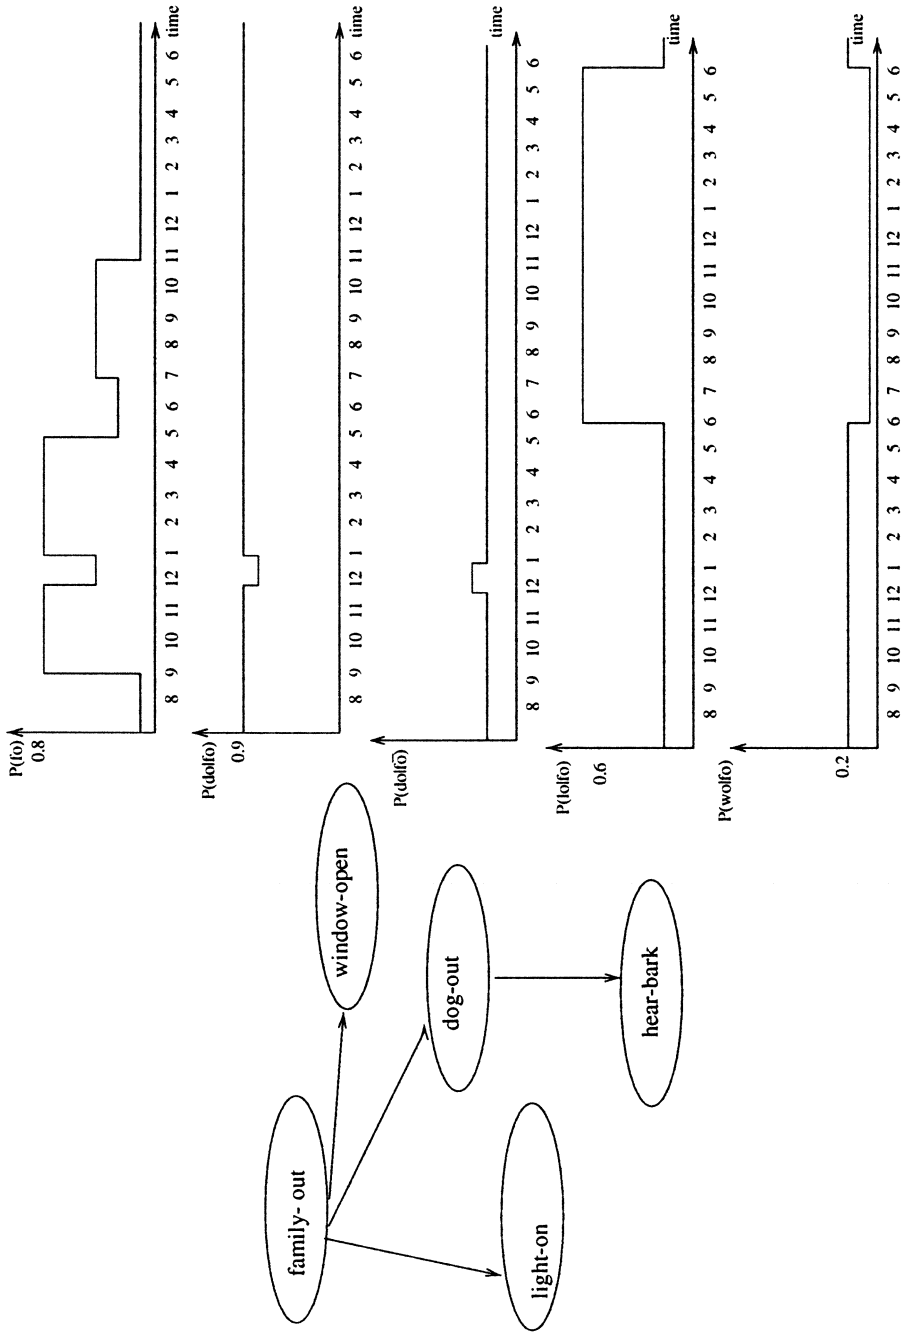 family- out
window-open
dog-out
light-on
hear-bark
P(fo)
0.8
8 9 10 11 12 1 2 3 4 5 6 7 8 9 10 11 12 1 2 3 4 5 6 time
P(do|fo)
0.9
8 9 10 11 12 1 2 3 4 5 6 7 8 9 10 11 12 1 2 3 4 5 6 time
P(do|fō)
time
8 9 10 11 12 1 2 3 4 5 6 7 8 9 10 11 12 1 2 3 4 5 6
P(lo|fo)
0.6
time
8 9 10 11 12 1 2 3 4 5 6 7 8 9 10 11 12 1 2 3 4 5 6
P(wo|fo)
0.2
time
8 9 10 11 12 1 2 3 4 5 6 7 8 9 10 11 12 1 2 3 4 5 6